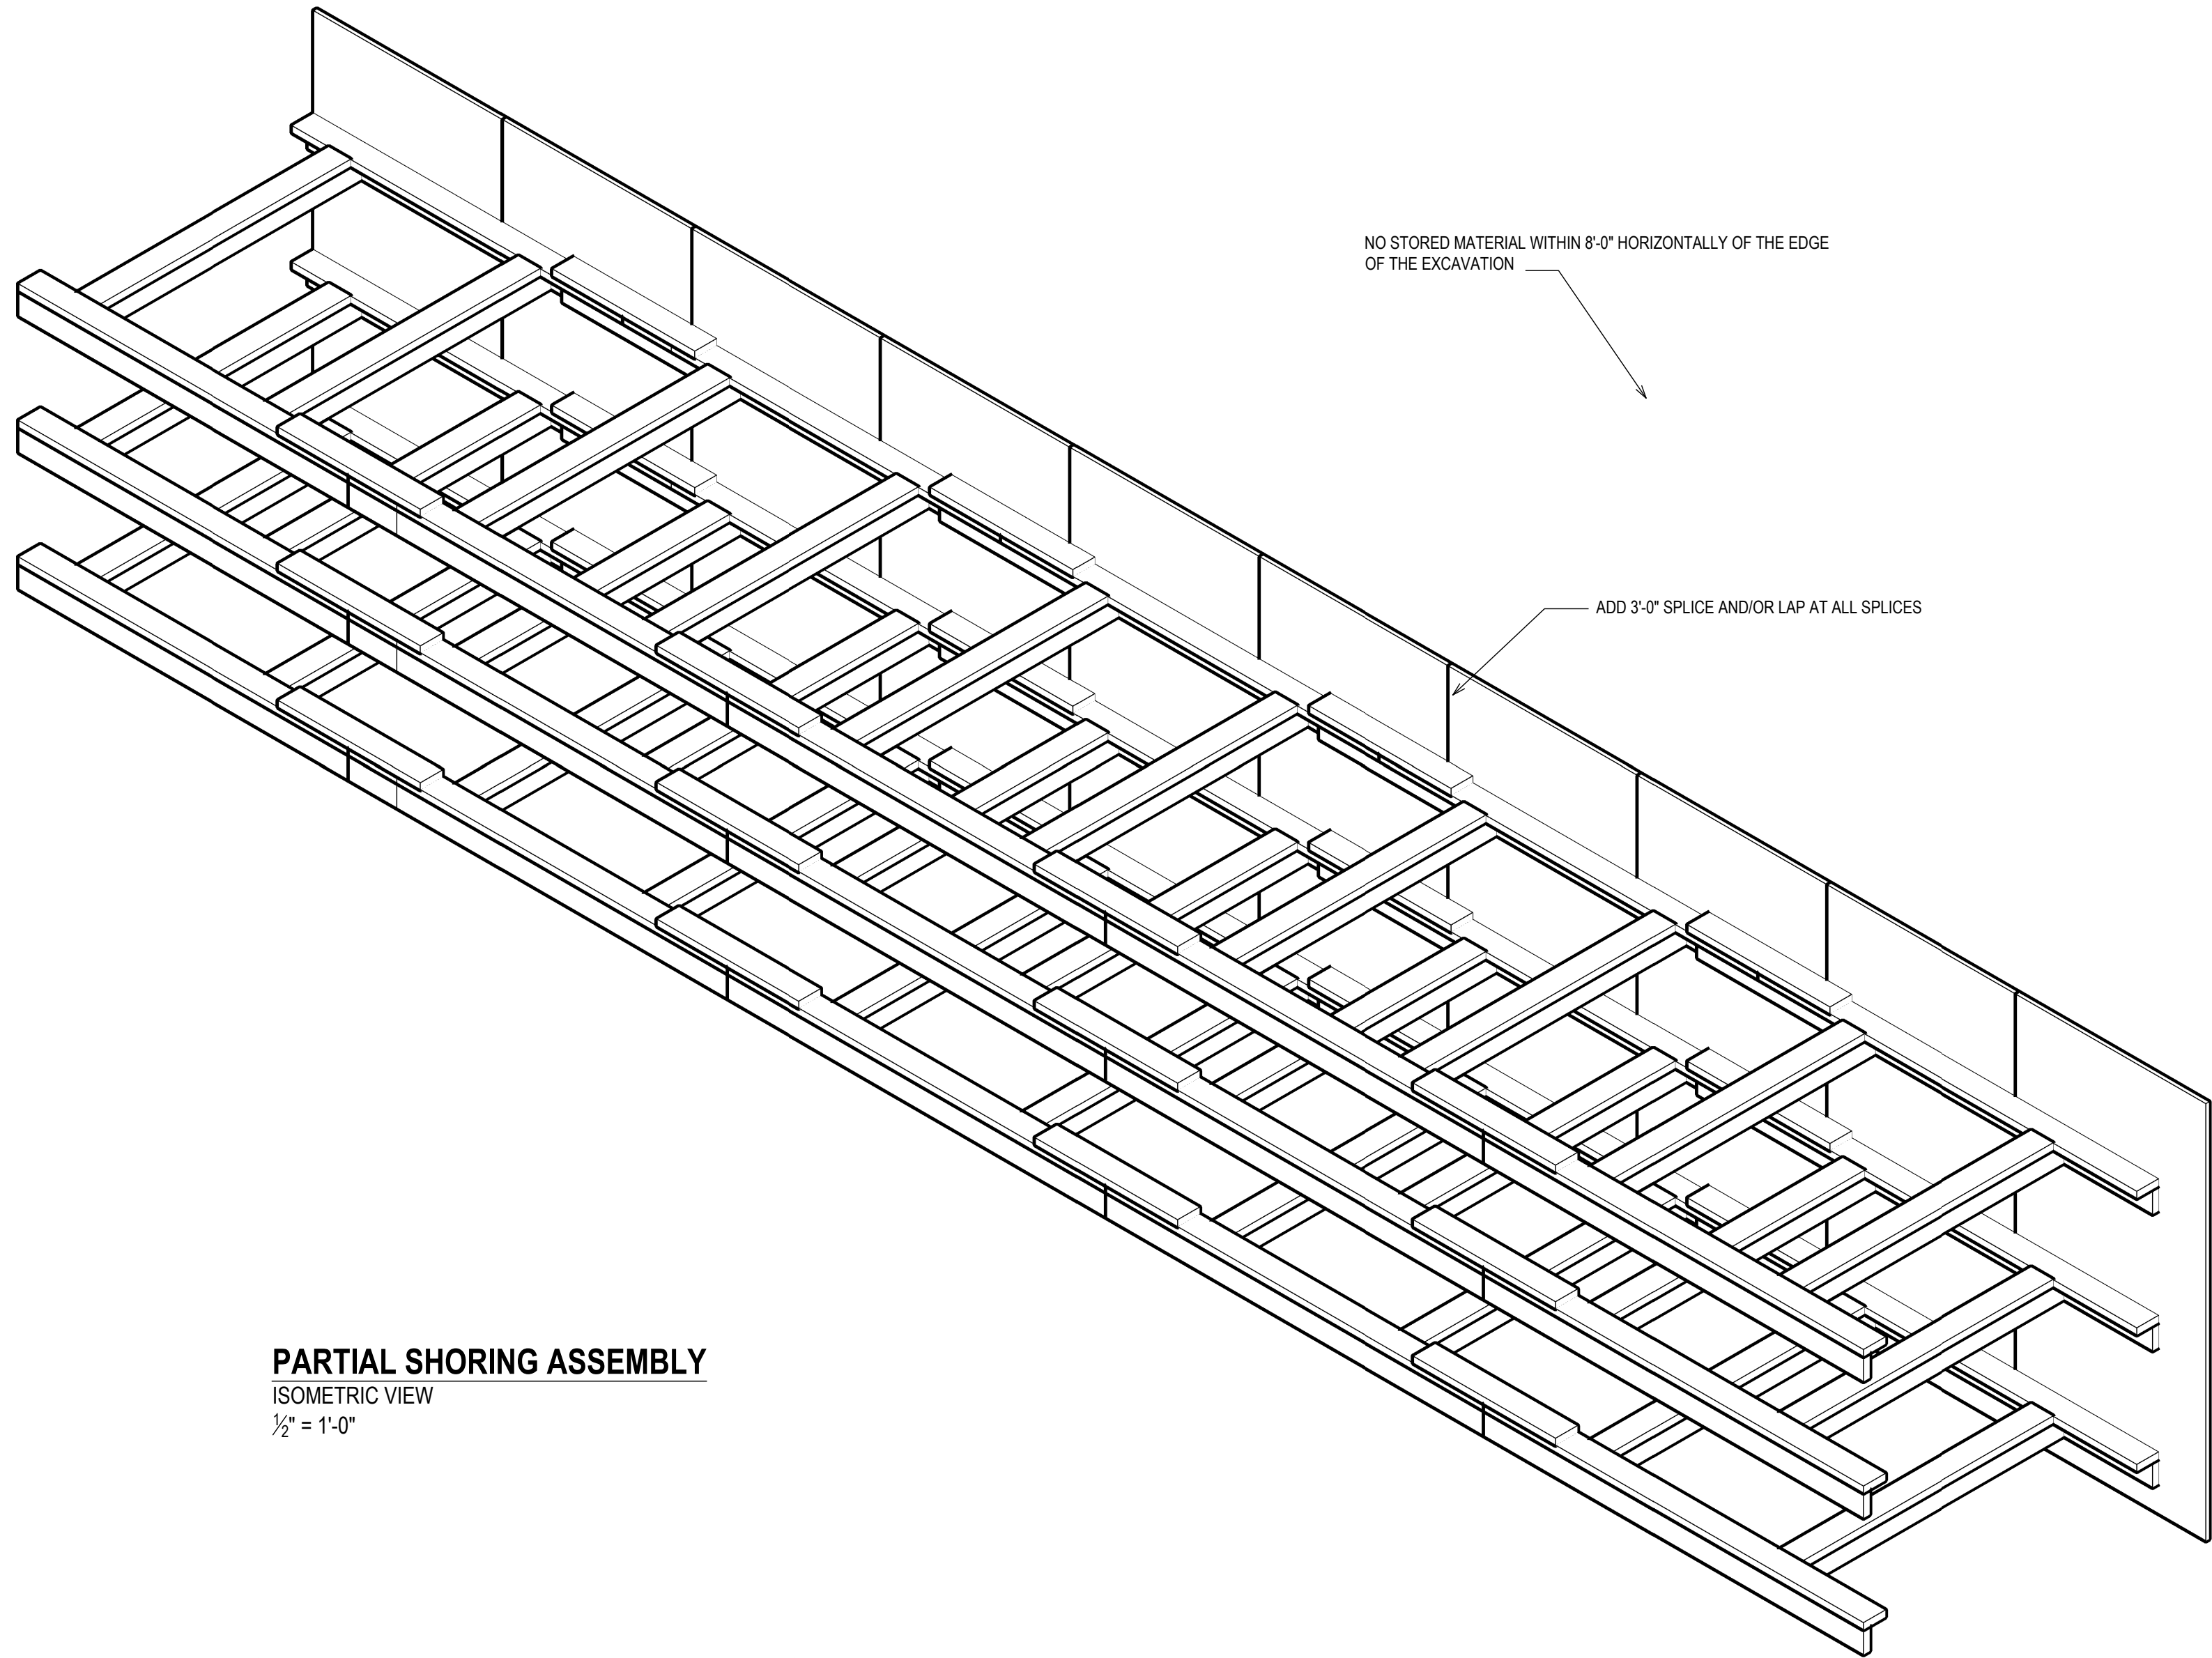 NO STORED MATERIAL WITHIN 8'-0" HORIZONTALLY OF THE EDGE
OF THE EXCAVATION
ADD 3'-0" SPLICE AND/OR LAP AT ALL SPLICES
PARTIAL SHORING ASSEMBLY
ISOMETRIC VIEW
½" = 1'-0"